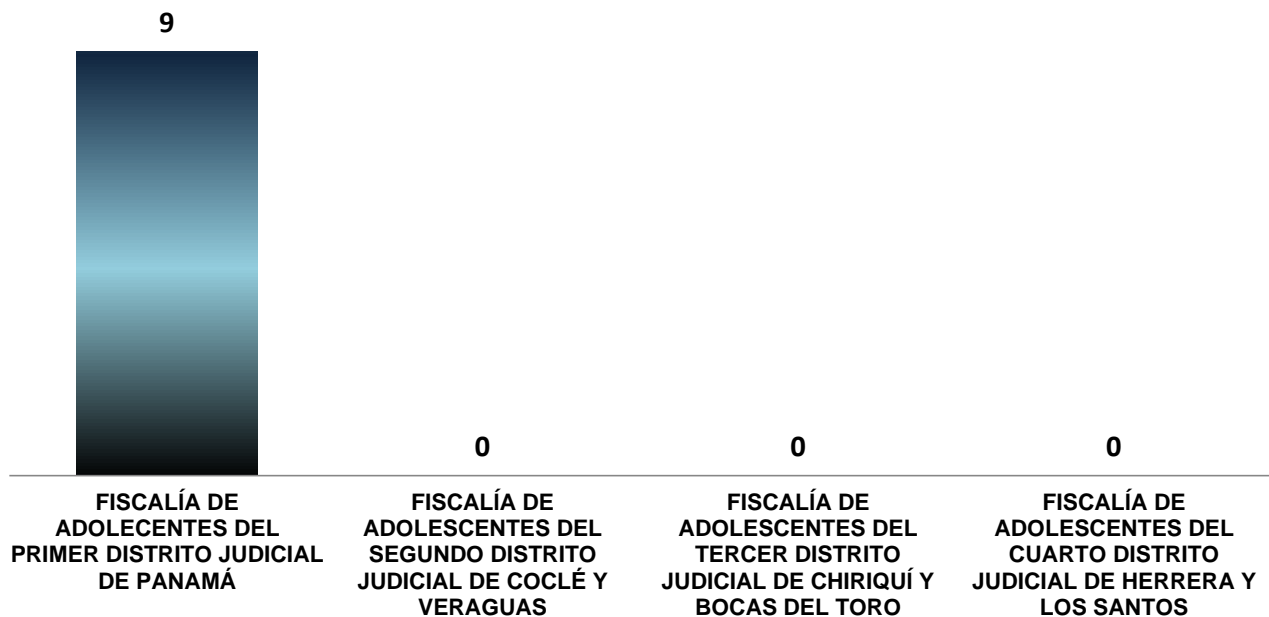 9
0
0
0
FISCALÍA DE
ADOLECENTES DEL
PRIMER DISTRITO JUDICIAL
DE PANAMÁ
FISCALÍA DE
ADOLESCENTES DEL
SEGUNDO DISTRITO
JUDICIAL DE COCLÉ Y
VERAGUAS
FISCALÍA DE
ADOLESCENTES DEL
TERCER DISTRITO
JUDICIAL DE CHIRIQUÍ Y
BOCAS DEL TORO
FISCALÍA DE
ADOLESCENTES DEL
CUARTO DISTRITO
JUDICIAL DE HERRERA Y
LOS SANTOS